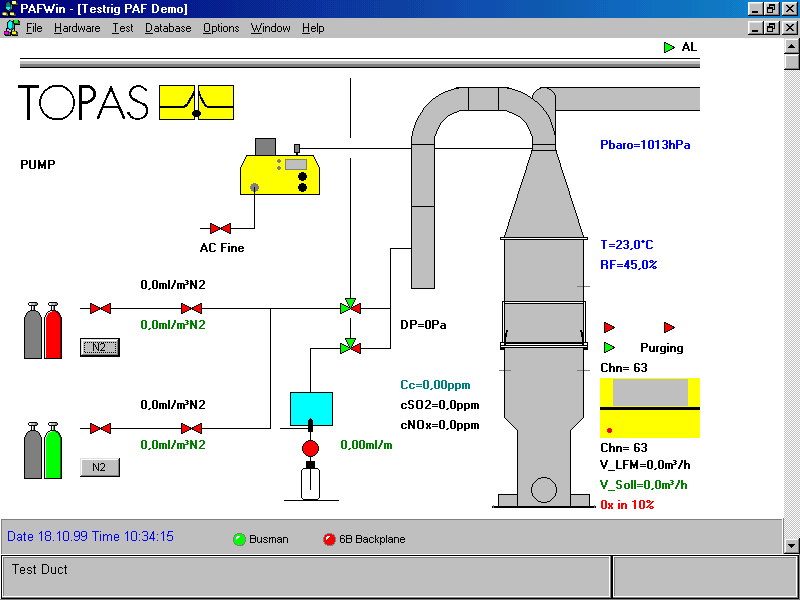 PAFWin - [Testrig PAF Demo]
File Hardware Test Database Options Window Help
AL
TOPAS
Pbaro=1013hPa
PUMP
AC Fine
T=23,0°C
RF=45,0%
0,0ml/m³N2
0,0ml/m³N2
DP=0Pa
N2
Purging
Chn= 63
Cc=0,00ppm
cSO2=0,0ppm
cNOx=0,0ppm
0,0ml/m³N2
0,0ml/m³N2
0,00ml/m
N2
Chn= 63
V_LFM=0,0m³/h
V_Soll=0,0m³/h
0x in 10%
Date 18.10.99 Time 10:34:15
Busman
6B Backplane
Test Duct